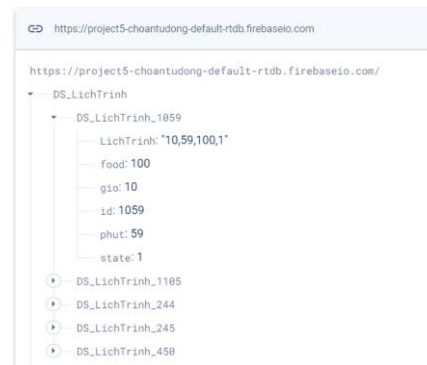 https://project5-choantudong-default-rtdb.firebaseio.com
https://project5-choantudong-default-rtdb.firebaseio.com/
DS_LichTrinh
DS_LichTrinh_1059
LichTrinh: "10,59,100,1"
food: 100
gio: 10
id: 1059
phut: 59
state: 1
DS_LichTrinh_1105
DS_LichTrinh_244
DS_LichTrinh_245
DS_LichTrinh_450